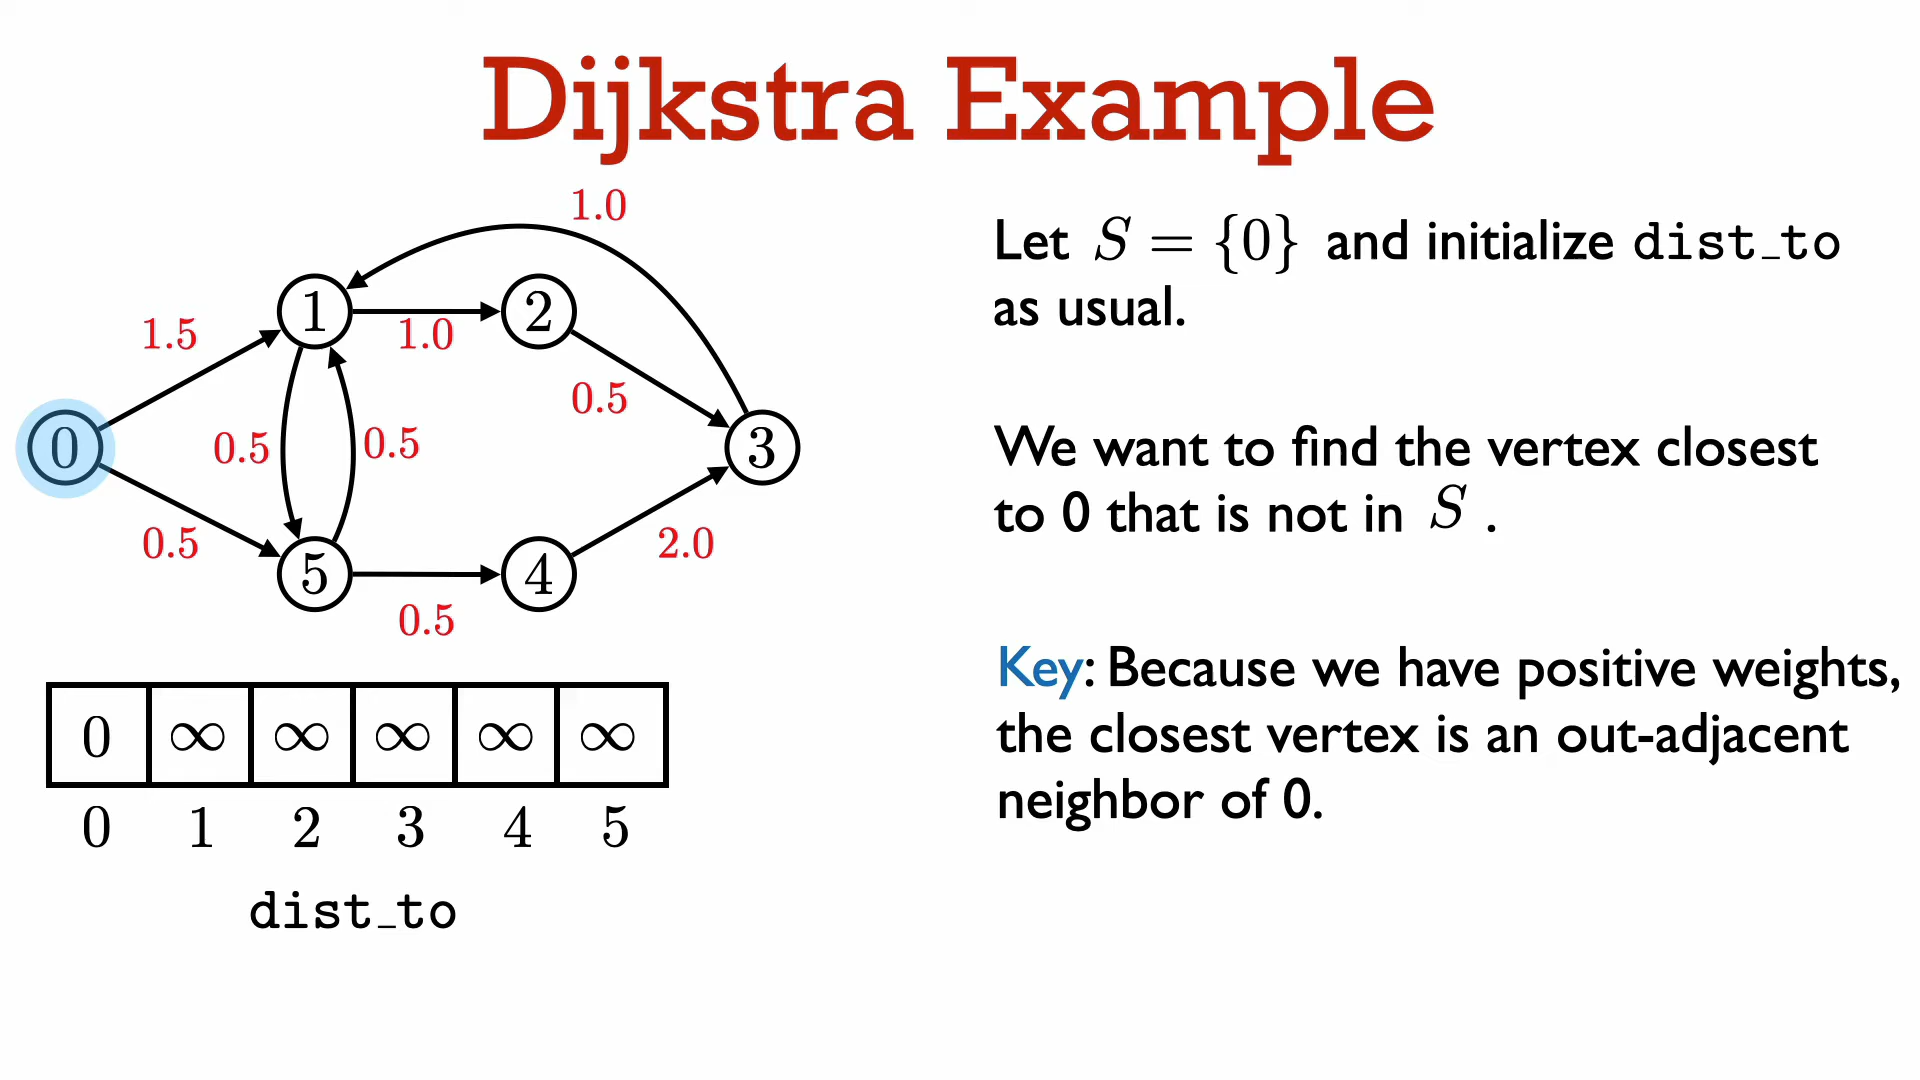 Dijkstra Example
1.0
1
2
1.5
1.0
0.5
0
0.5
0.5
3
0.5
5
4
2.0
0.5
0 ∞ ∞ ∞ ∞ ∞
0 1 2 3 4 5
dist_to
Let S = {0} and initialize dist_to
as usual.
We want to find the vertex closest
to 0 that is not in S .
Key: Because we have positive weights,
the closest vertex is an out-adjacent
neighbor of 0.